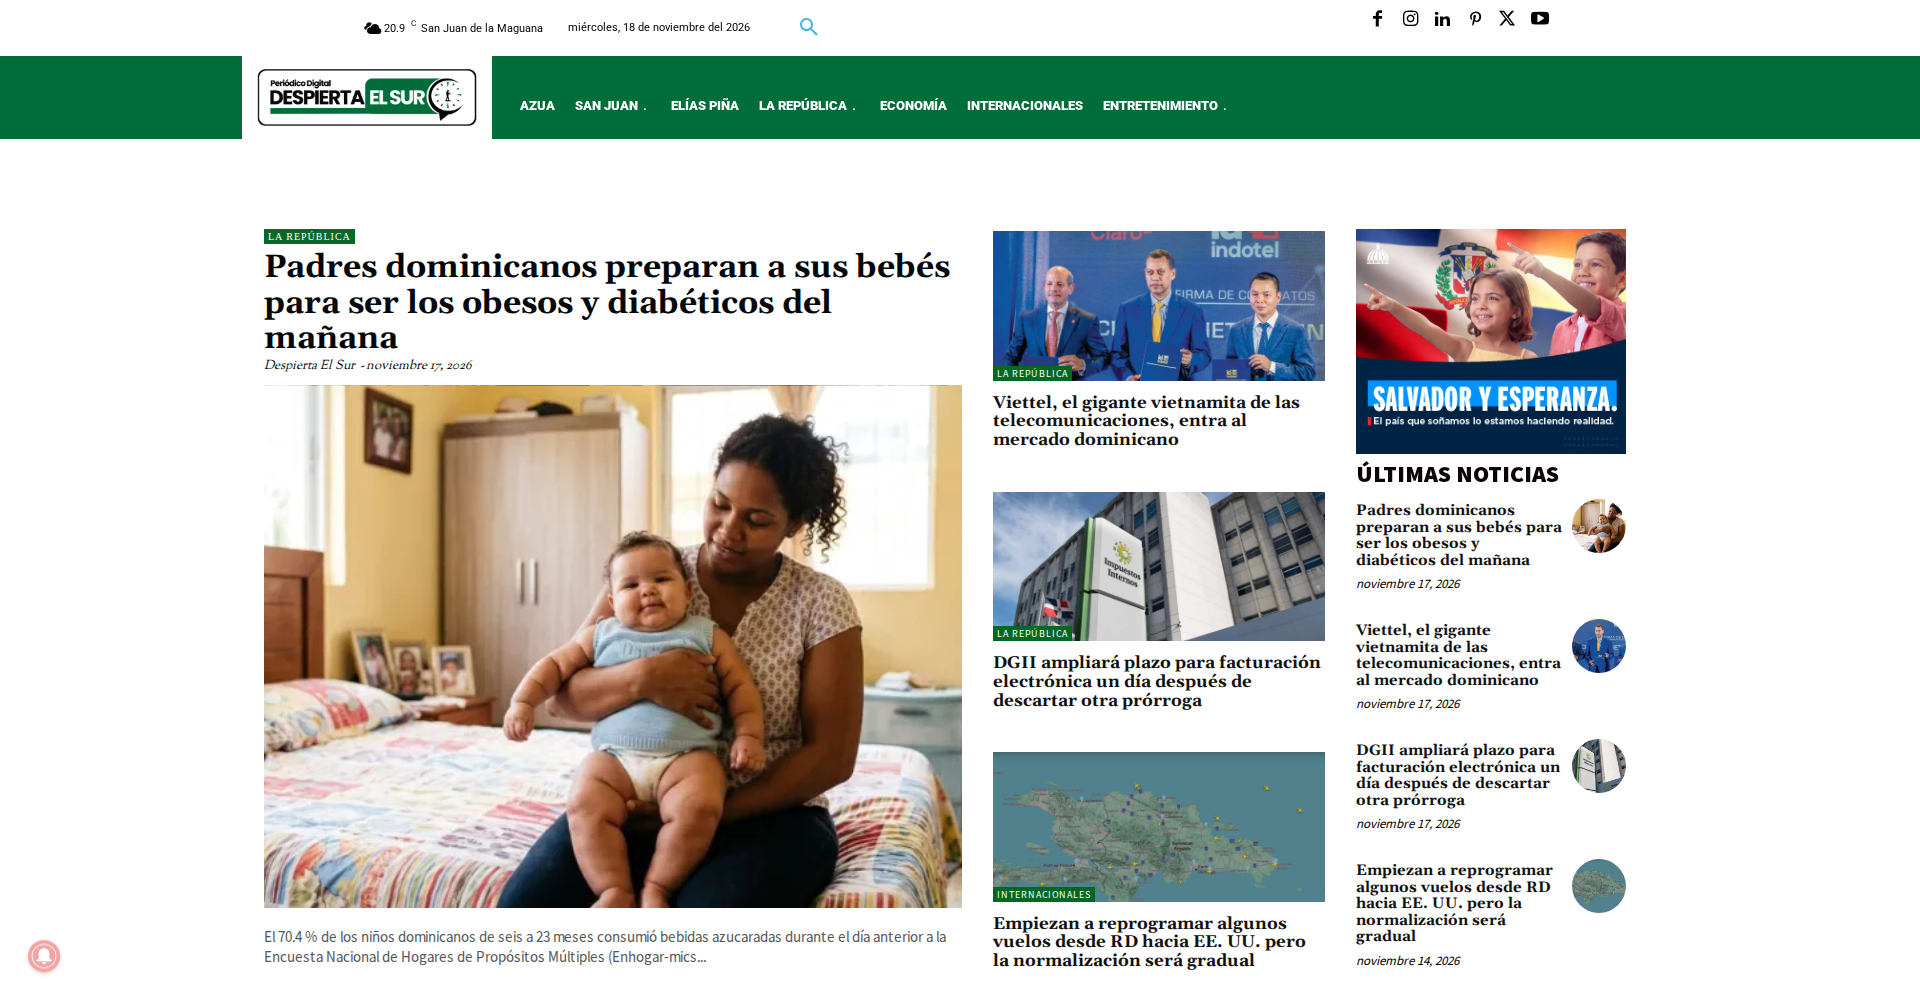 20.9 C San Juan de la Maguana miércoles, 18 de noviembre del 2026
Periódico Digital
DESPIERTA EL SUR
AZUA SAN JUAN ELÍAS PIÑA LA REPÚBLICA ECONOMÍA INTERNACIONALES ENTRETENIMIENTO
LA REPÚBLICA
Padres dominicanos preparan a sus bebés
para ser los obesos y diabéticos del
mañana
Despierta El Sur - noviembre 17, 2026
El 70.4 % de los niños dominicanos de seis a 23 meses consumió bebidas azucaradas durante el día anterior a la
Encuesta Nacional de Hogares de Propósitos Múltiples (Enhogar-mics...
Claro
indotel
FIRMA DE CONTRATOS
LA REPÚBLICA
Viettel, el gigante vietnamita de las
telecomunicaciones, entra al
mercado dominicano
Impuestos
Internos
LA REPÚBLICA
DGII ampliará plazo para facturación
electrónica un día después de
descartar otra prórroga
INTERNACIONALES
Empiezan a reprogramar algunos
vuelos desde RD hacia EE. UU. pero
la normalización será gradual
SALVADOR Y ESPERANZA.
El país que soñamos lo estamos haciendo realidad.
ÚLTIMAS NOTICIAS
Padres dominicanos
preparan a sus bebés para
ser los obesos y
diabéticos del mañana
noviembre 17, 2026
Viettel, el gigante
vietnamita de las
telecomunicaciones, entra
al mercado dominicano
noviembre 17, 2026
DGII ampliará plazo para
facturación electrónica un
día después de descartar
otra prórroga
noviembre 17, 2026
Empiezan a reprogramar
algunos vuelos desde RD
hacia EE. UU. pero la
normalización será
gradual
noviembre 14, 2026